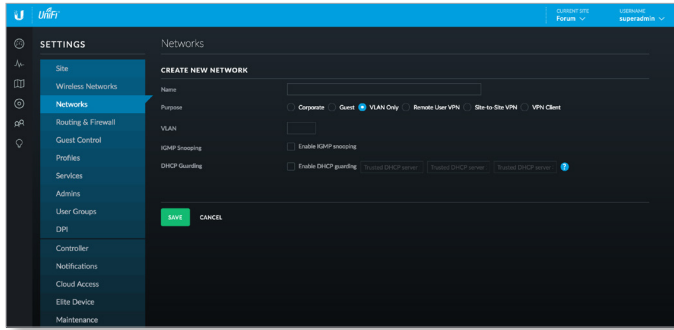 U UniFi CURRENT SITE USERNAME
Forum superadmin
SETTINGS Networks
Site CREATE NEW NETWORK
Wireless Networks Name
Networks Purpose Corporate Guest VLAN Only Remote User VPN Site-to-Site VPN VPN Client
Routing & Firewall VLAN
Guest Control IGMP Snooping Enable IGMP snooping
Profiles DHCP Guarding Enable DHCP guarding Trusted DHCP server Trusted DHCP server Trusted DHCP server ?
Services
Admins
User Groups SAVE CANCEL
DPI
Controller
Notifications
Cloud Access
Elite Device
Maintenance